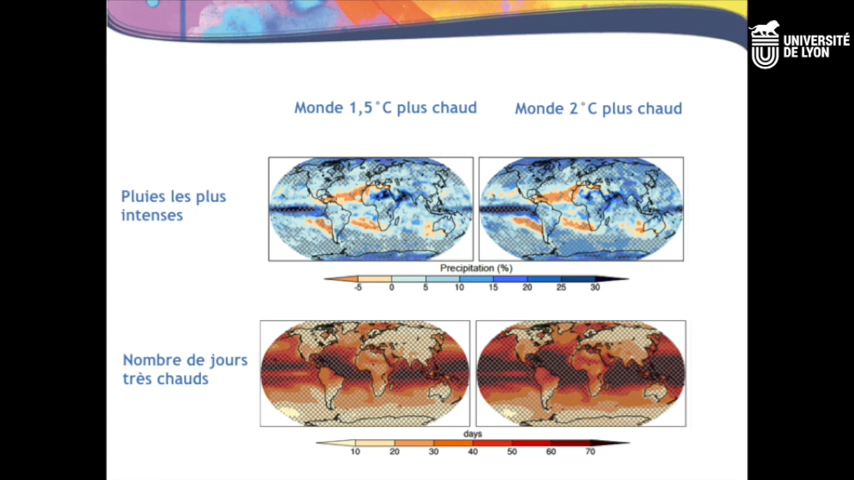 UNIVERSITÉ
DE LYON
Monde 1,5°C plus chaud
Monde 2°C plus chaud
Pluies les plus
intenses
Precipitation (%)
-5 0 5 10 15 20 25 30
Nombre de jours
très chauds
days
10 20 30 40 50 60 70